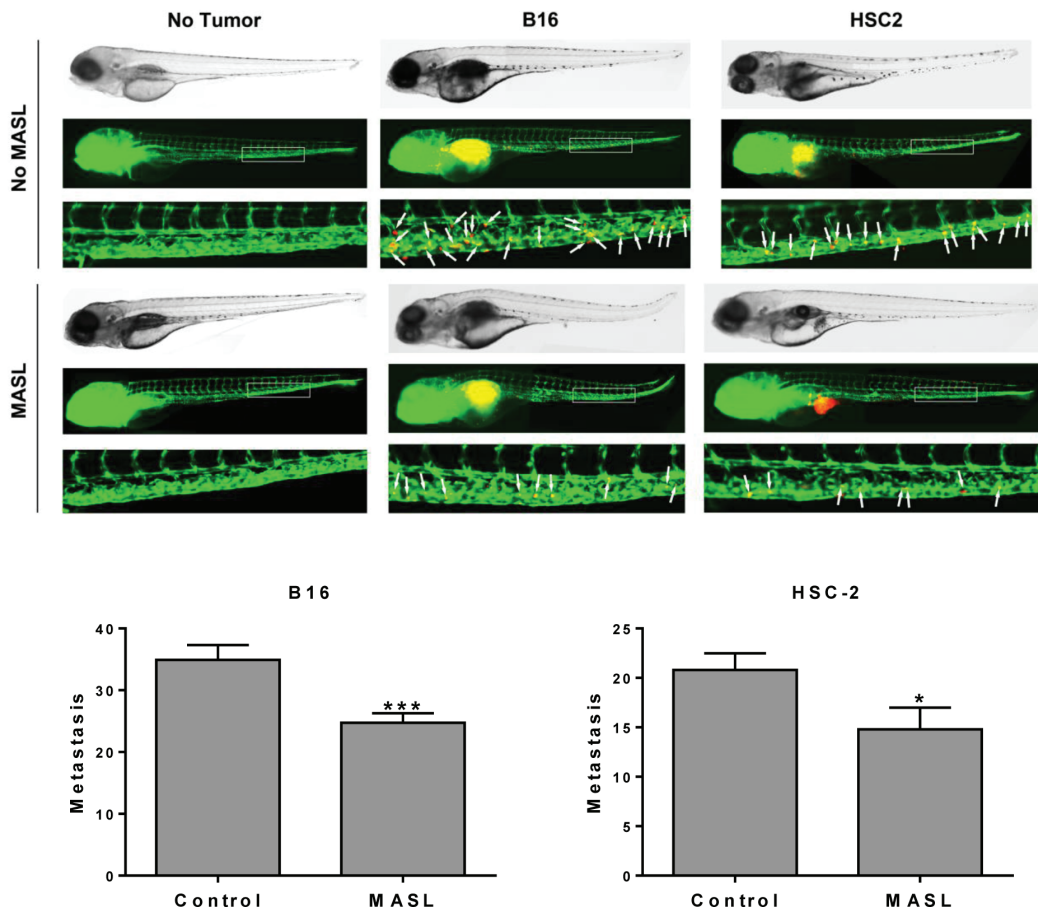 No Tumor B16 HSC2
No MASL
MASL
B16
Metastasis
40
30
20
10
0
***
Control MASL
HSC-2
Metastasis
25
20
15
10
5
0
*
Control MASL